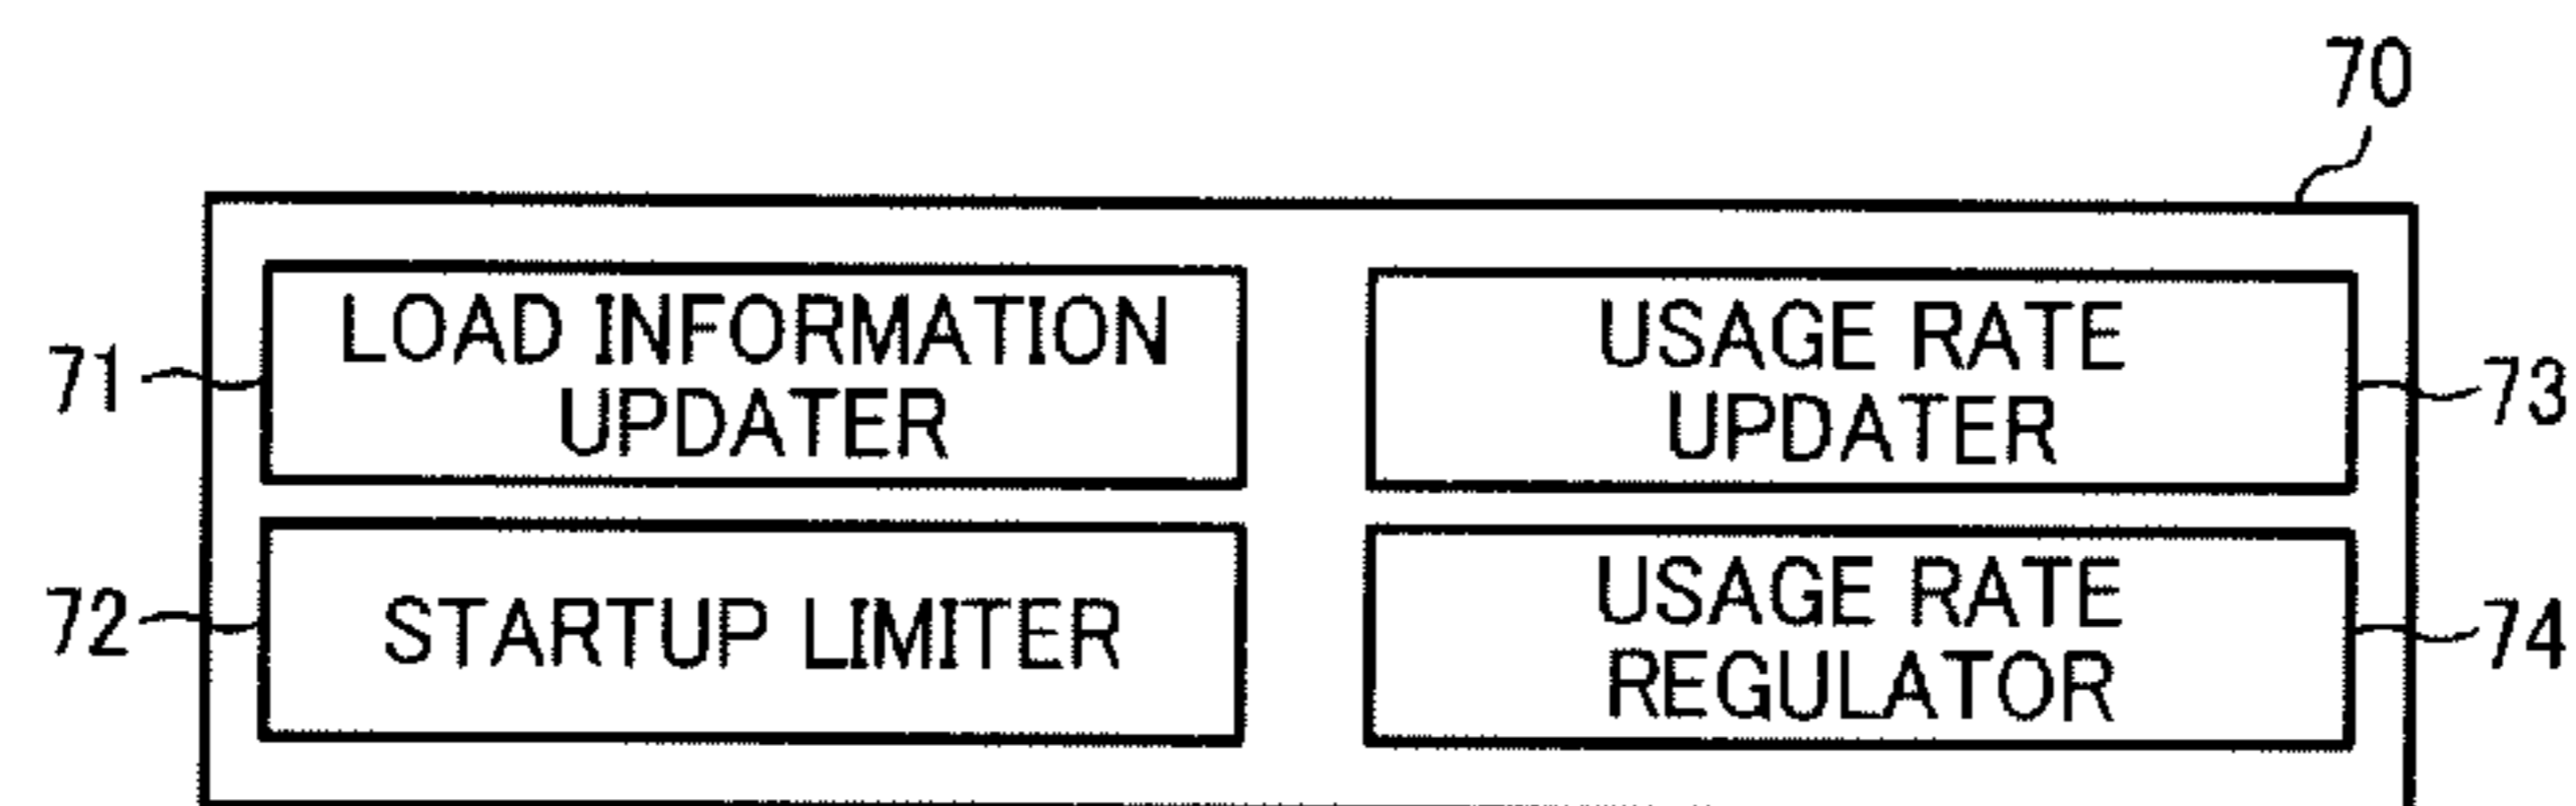 70
71
LOAD INFORMATION
UPDATER
USAGE RATE
UPDATER
73
72
STARTUP LIMITER
USAGE RATE
REGULATOR
74